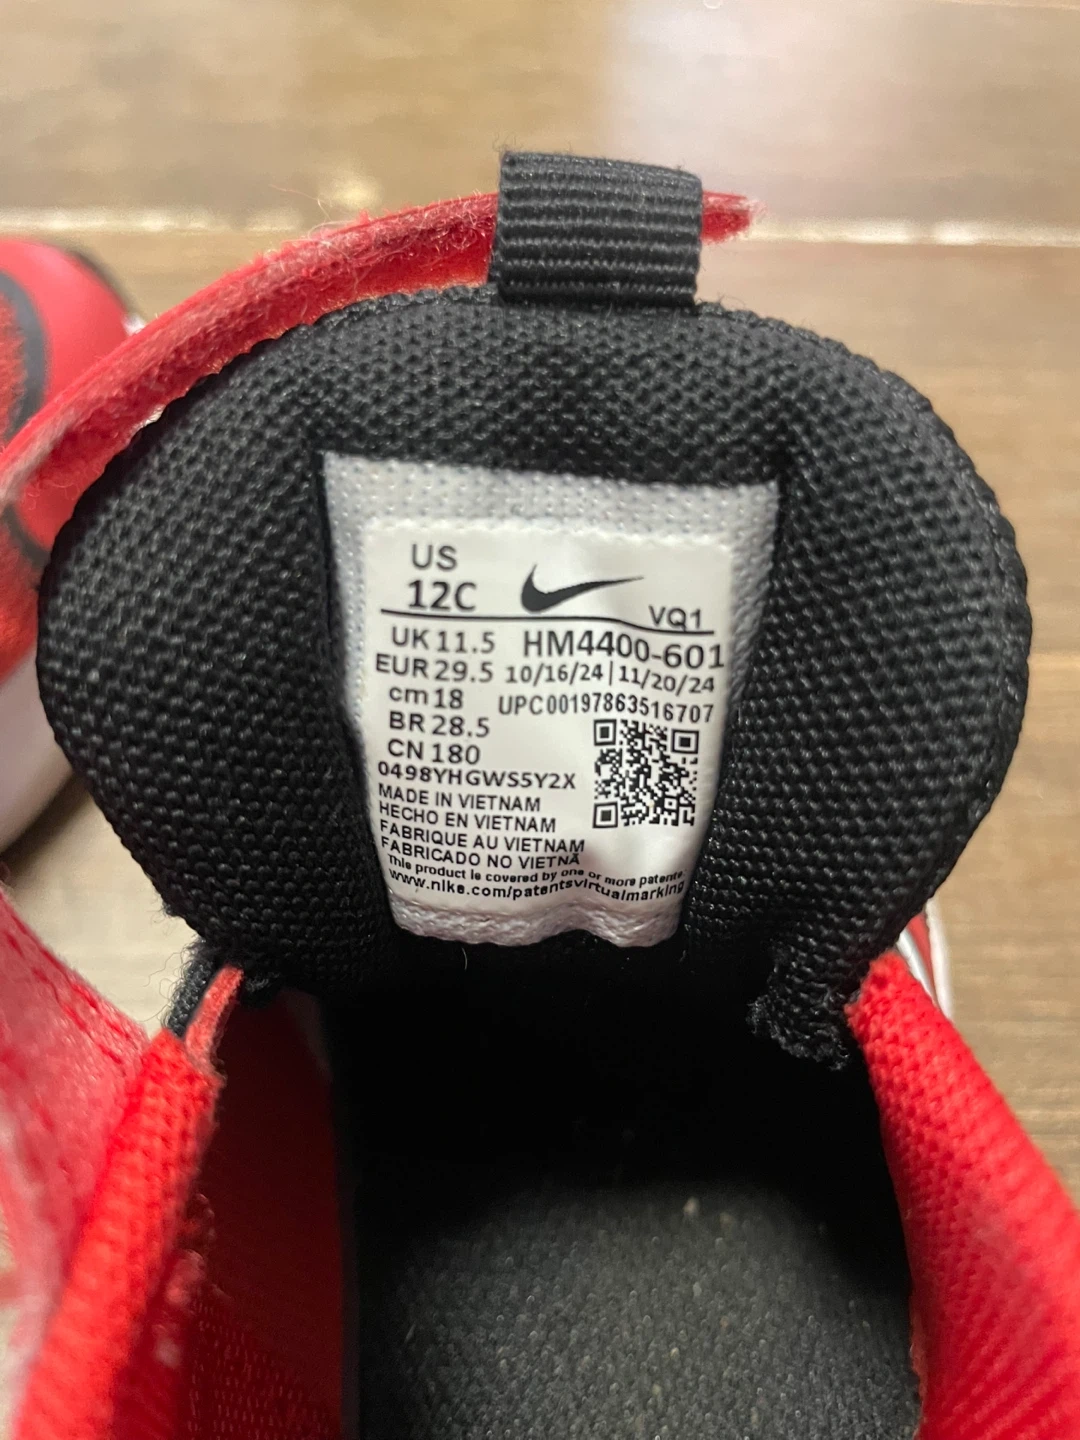 US
12C
VQ1
UK 11.5 HM4400-601
EUR 29.5 10/16/24 | 11/20/24
cm 18 UPC00197863516707
BR 28.5
CN 180
0498YHGWS5Y2X
MADE IN VIETNAM
HECHO EN VIETNAM
FABRIQUE AU VIETNAM
FABRICADO NO VIETNÃ
This product is covered by one or more patents.
www.nike.com/patentsvirtualmarking